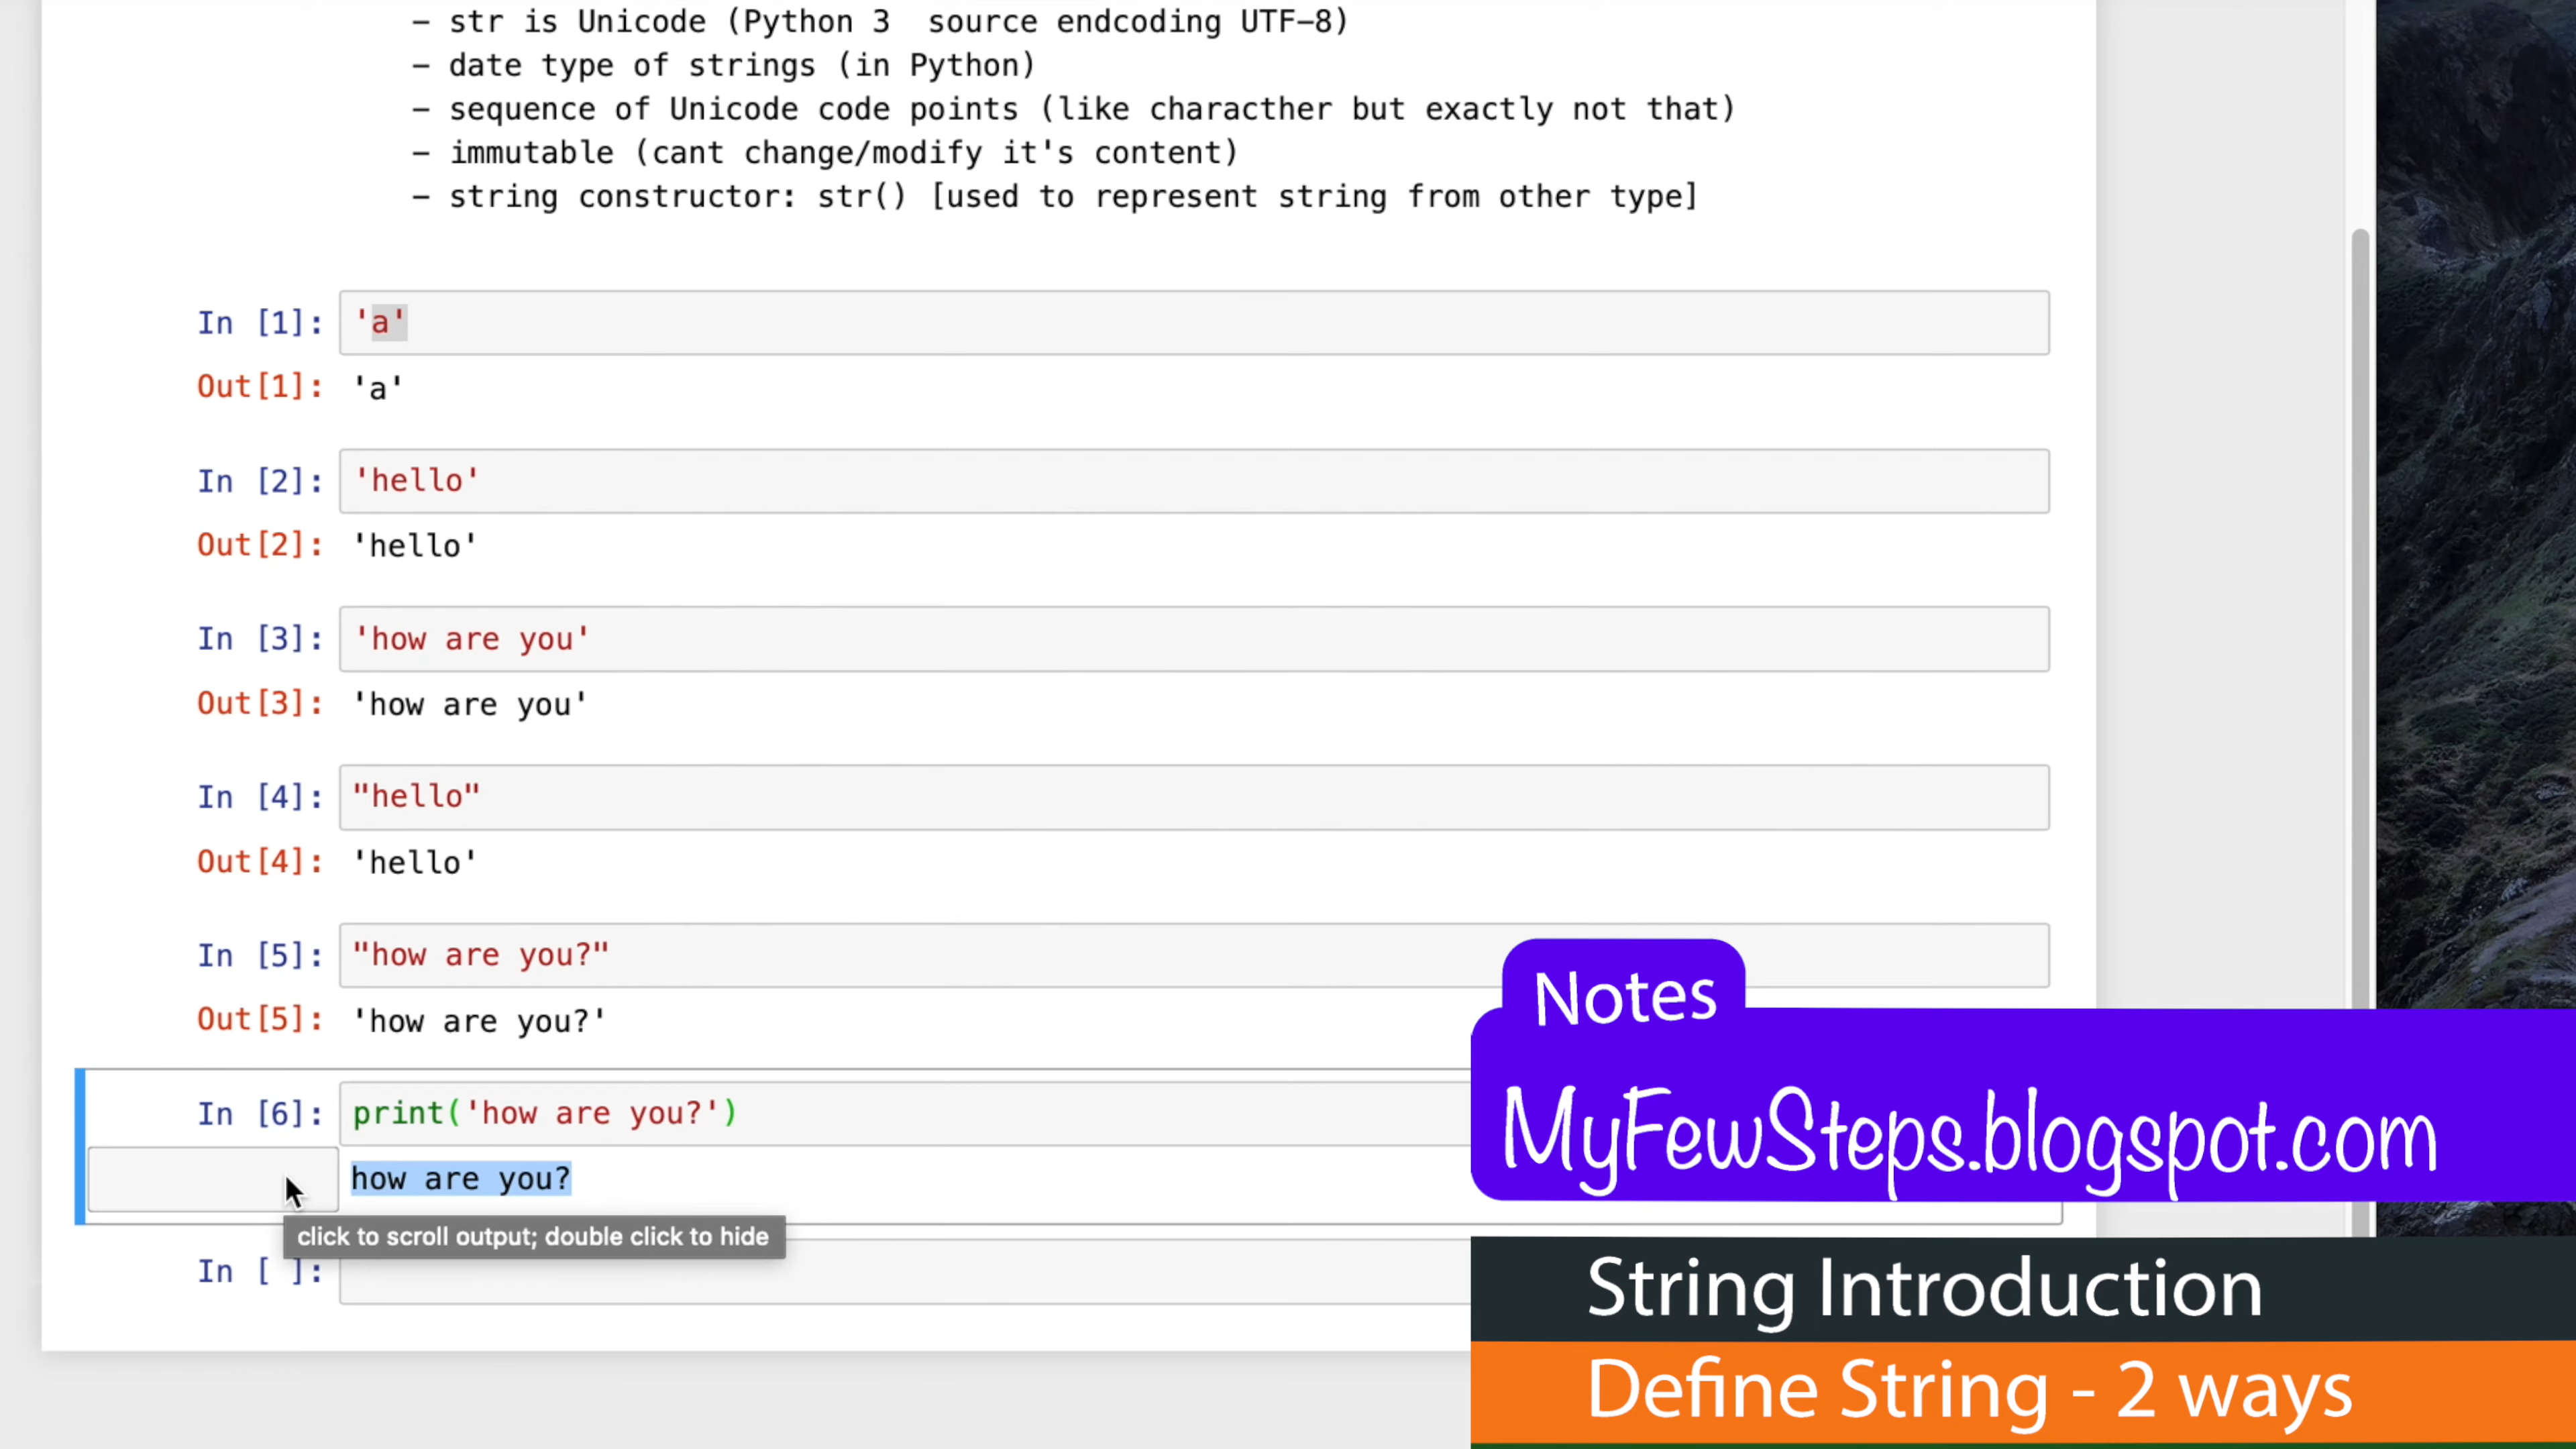 – str is Unicode (Python 3  source endcoding UTF-8)
– date type of strings (in Python)
– sequence of Unicode code points (like characther but exactly not that)
– immutable (cant change/modify it's content)
– string constructor: str() [used to represent string from other type]
In [1]: 'a'
Out[1]: 'a'
In [2]: 'hello'
Out[2]: 'hello'
In [3]: 'how are you'
Out[3]: 'how are you'
In [4]: "hello"
Out[4]: 'hello'
In [5]: "how are you?"
Out[5]: 'how are you?'
In [6]: print('how are you?')
how are you?
click to scroll output; double click to hide
In [ ]:
Notes
MyFewSteps.blogspot.com
String Introduction
Define String - 2 ways